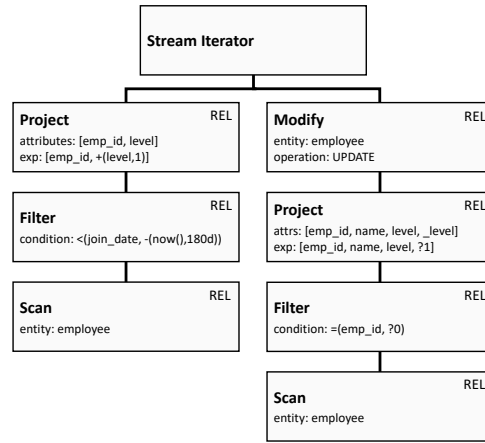 Stream Iterator
Project REL
attributes: [emp_id, level]
exp: [emp_id, +(level,1)]
Filter REL
condition: <(join_date, -(now(),180d))
Scan REL
entity: employee
Modify REL
entity: employee
operation: UPDATE
Project REL
attrs: [emp_id, name, level, _level]
exp: [emp_id, name, level, ?1]
Filter REL
condition: =(emp_id, ?0)
Scan REL
entity: employee